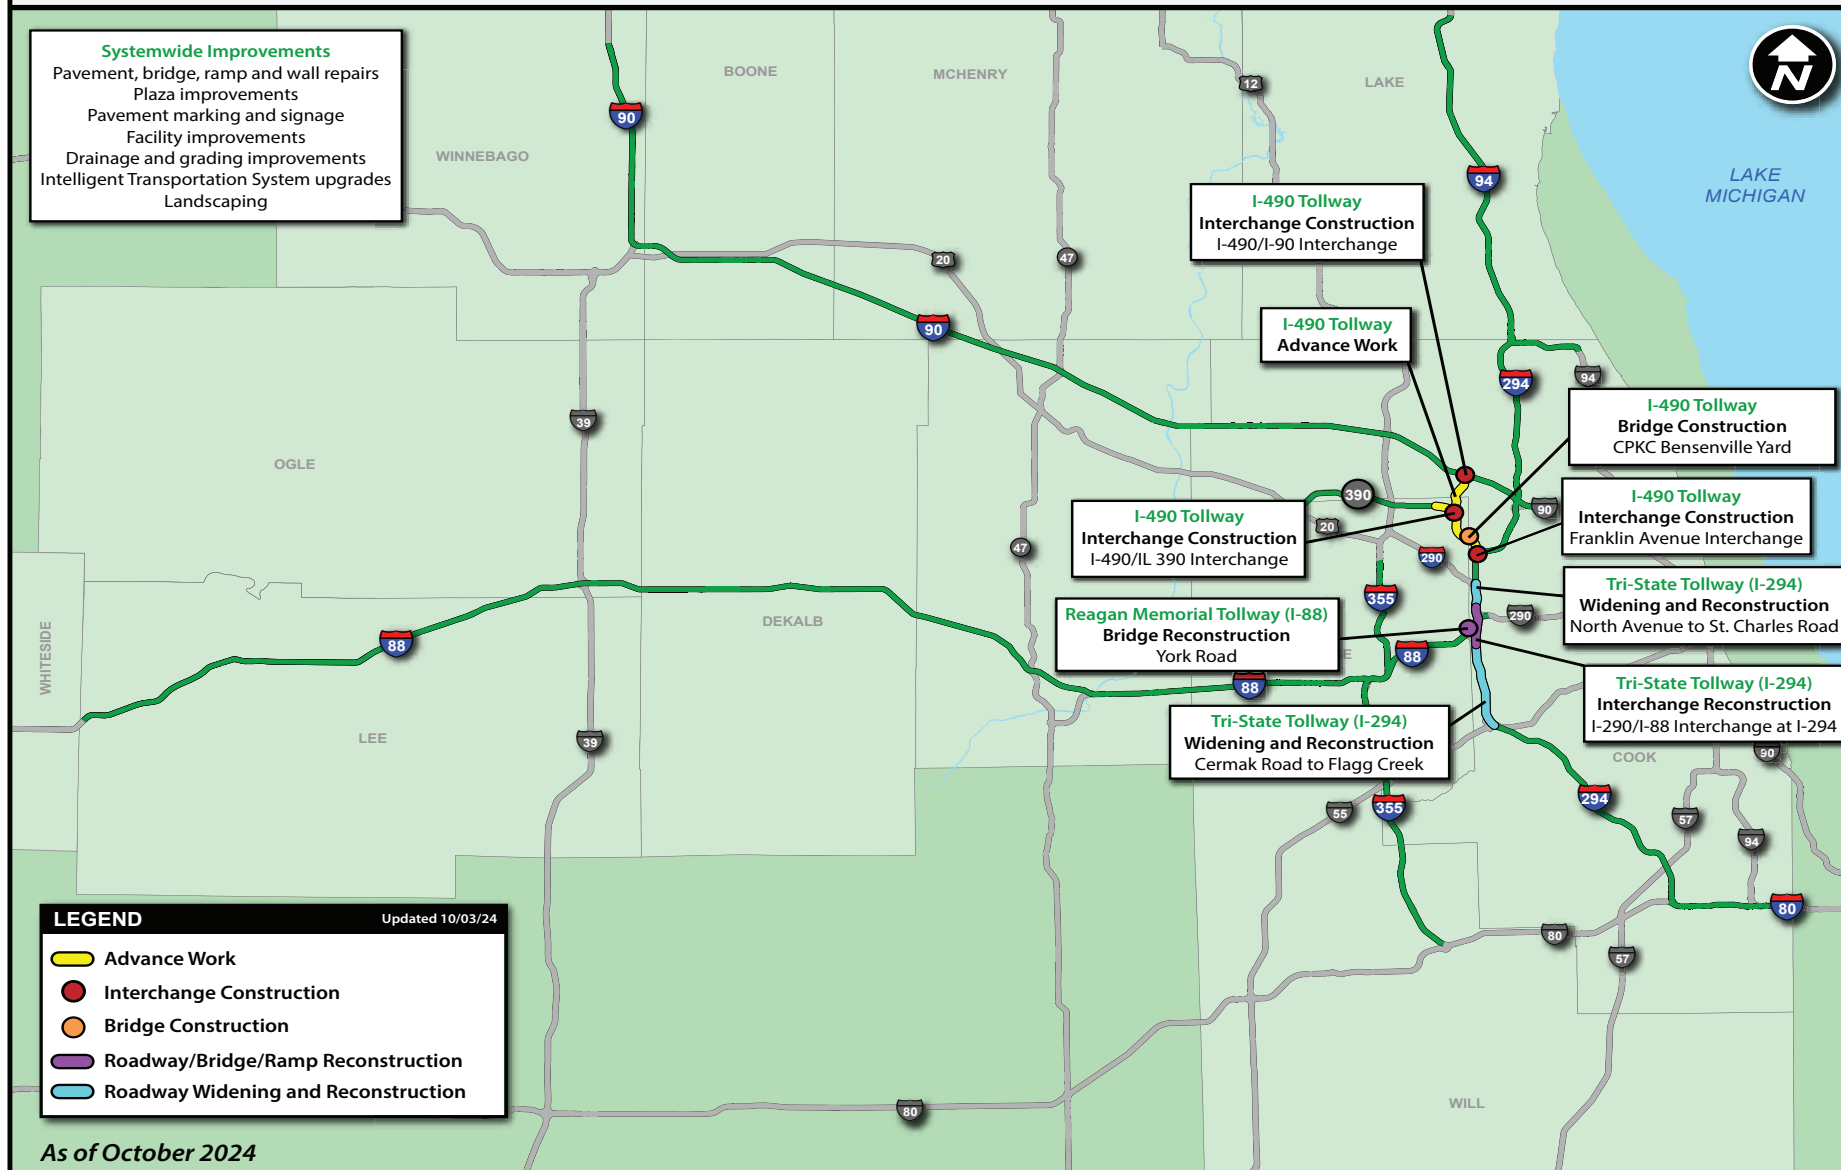 Systemwide Improvements
Pavement, bridge, ramp and wall repairs
Plaza improvements
Pavement marking and signage
Facility improvements
Drainage and grading improvements
Intelligent Transportation System upgrades
Landscaping
N
BOONE
MCHENRY
LAKE
WINNEBAGO
LAKE
MICHIGAN
90
12
94
I-490 Tollway
Interchange Construction
I-490/I-90 Interchange
20
47
90
I-490 Tollway
Advance Work
294
94
39
I-490 Tollway
Bridge Construction
CPKC Bensenville Yard
OGLE
390
90
I-490 Tollway
Interchange Construction
Franklin Avenue Interchange
I-490 Tollway
Interchange Construction
I-490/IL 390 Interchange
20
47
290
355
Tri-State Tollway (I-294)
Widening and Reconstruction
North Avenue to St. Charles Road
290
Reagan Memorial Tollway (I-88)
Bridge Reconstruction
York Road
E
DEKALB
WHITESIDE
88
88
88
Tri-State Tollway (I-294)
Interchange Reconstruction
I-290/I-88 Interchange at I-294
Tri-State Tollway (I-294)
Widening and Reconstruction
Cermak Road to Flagg Creek
LEE
39
COOK
90
294
55
355
57
94
80
80
57
LEGEND
Updated 10/03/24
Advance Work
Interchange Construction
Bridge Construction
Roadway/Bridge/Ramp Reconstruction
Roadway Widening and Reconstruction
80
WILL
As of October 2024